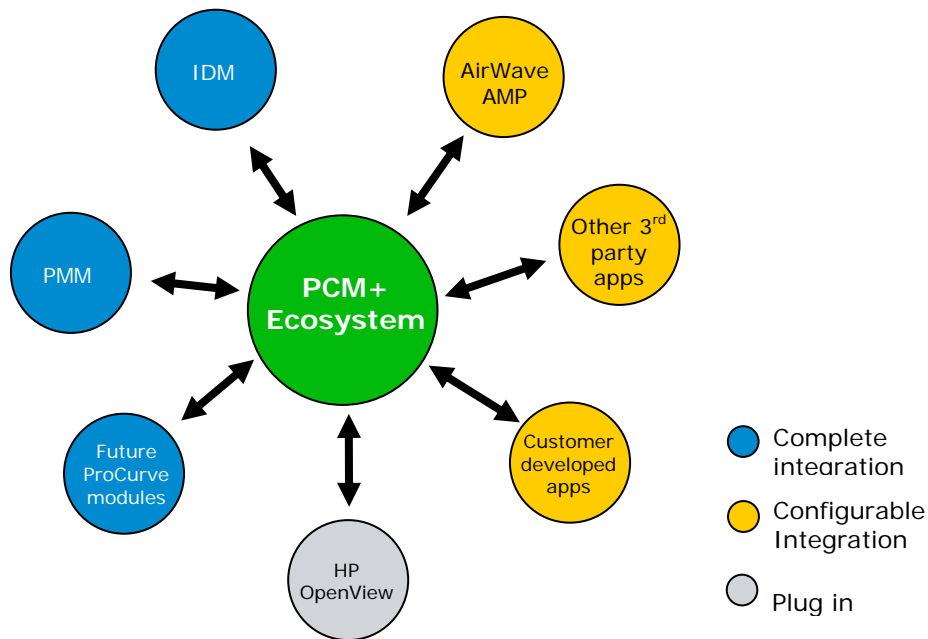 IDM
AirWave
AMP
Other 3rd
party
apps
PMM
PCM+
Ecosystem
Future
ProCurve
modules
Customer
developed
apps
HP
OpenView
Complete
integration
Configurable
Integration
Plug in